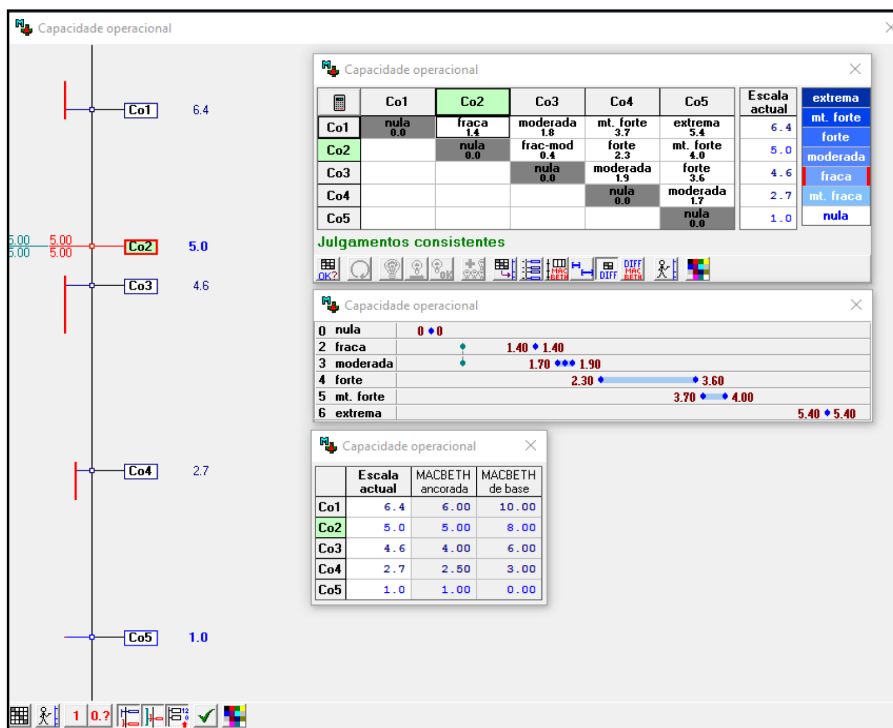 Capacidade operacional
Co1 6.4
5.00 5.00 Co2 5.0
5.00 5.00
Co3 4.6
Co4 2.7
Co5 1.0
1 0.?
Capacidade operacional
Co1 Co2 Co3 Co4 Co5 Escala actual
Co1 nula 0.0 fraca 1.4 moderada 1.8 mt. forte 3.7 extrema 5.4 6.4
Co2 nula 0.0 frac-mod 0.4 forte 2.3 mt. forte 4.0 5.0
Co3 nula 0.0 moderada 1.9 forte 3.6 4.6
Co4 nula 0.0 moderada 1.7 2.7
Co5 nula 0.0 1.0
extrema
mt. forte
forte
moderada
fraca
mt. fraca
nula
Julgamentos consistentes
OK? OK MAC BETH DIFF DIFF MAC BETH
Capacidade operacional
0 nula 0 0
2 fraca 1.40 1.40
3 moderada 1.70 1.90
4 forte 2.30 3.60
5 mt. forte 3.70 4.00
6 extrema 5.40 5.40
Capacidade operacional
Escala actual MACBETH ancorada MACBETH de base
Co1 6.4 6.00 10.00
Co2 5.0 5.00 8.00
Co3 4.6 4.00 6.00
Co4 2.7 2.50 3.00
Co5 1.0 1.00 0.00